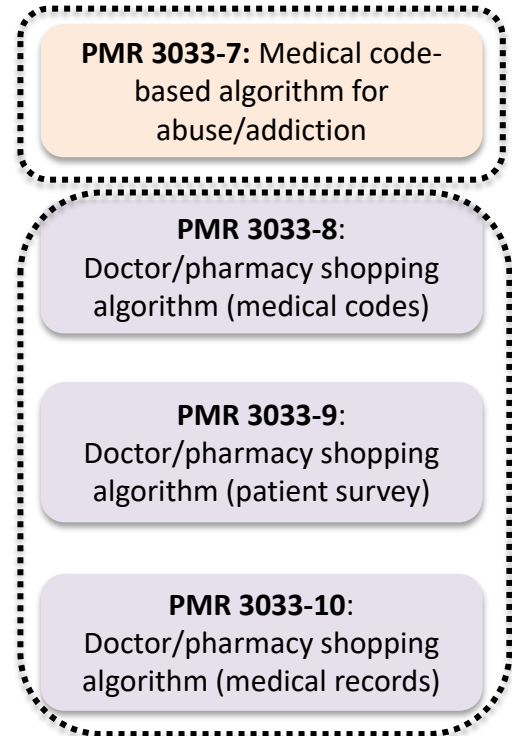 PMR 3033-7: Medical code-
based algorithm for
abuse/addiction
PMR 3033-8:
Doctor/pharmacy shopping
algorithm (medical codes)
PMR 3033-9:
Doctor/pharmacy shopping
algorithm (patient survey)
PMR 3033-10:
Doctor/pharmacy shopping
algorithm (medical records)